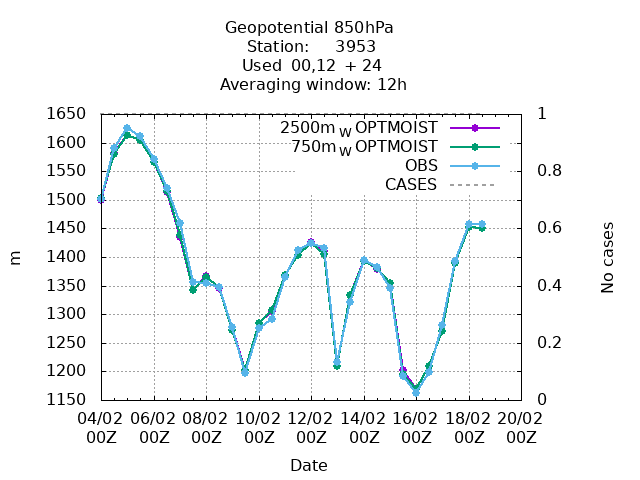 Geopotential 850hPa
Station: 3953
Used 00,12 + 24
Averaging window: 12h
1650 1
1600
2500m W OPTMOIST
750m W OPTMOIST
OBS
CASES
1550 0.8
1500
1450 0.6
1400
1350 0.4
1300
1250 0.2
1200
1150 0
m
No cases
04/02 06/02 08/02 10/02 12/02 14/02 16/02 18/02 20/02
00Z 00Z 00Z 00Z 00Z 00Z 00Z 00Z 00Z
Date